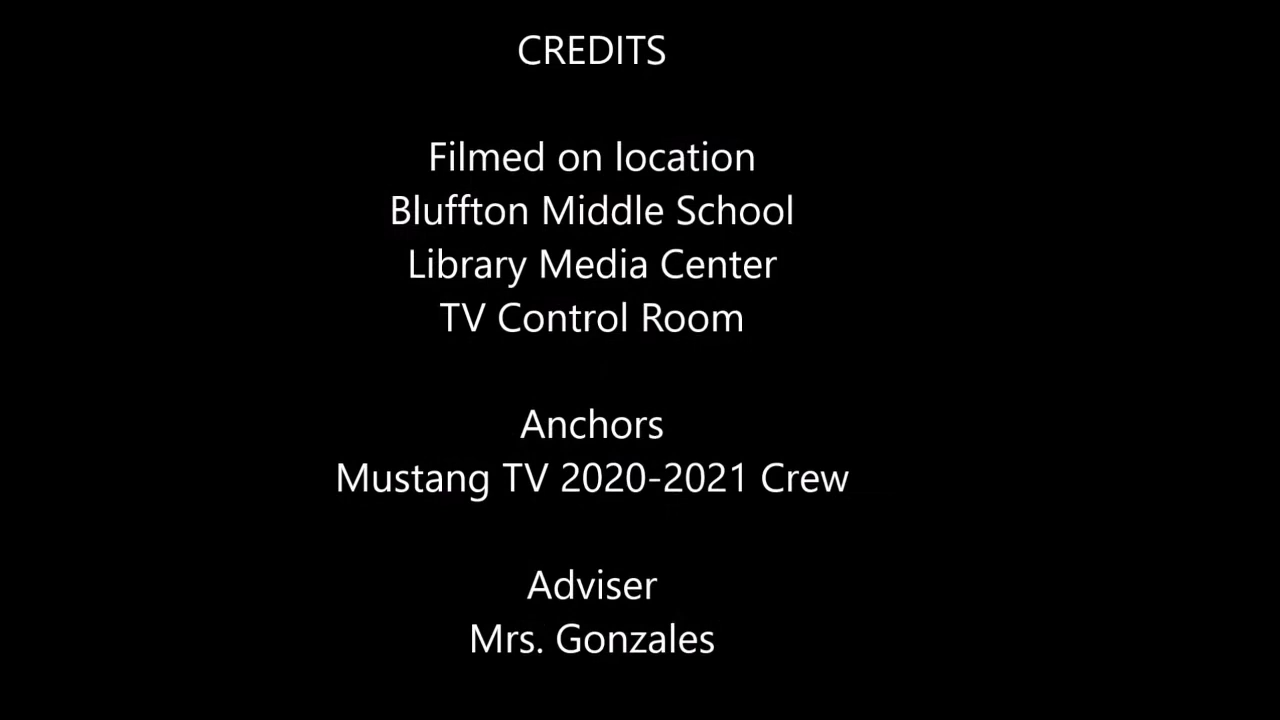 CREDITS
Filmed on location
Bluffton Middle School
Library Media Center
TV Control Room
Anchors
Mustang TV 2020-2021 Crew
Adviser
Mrs. Gonzales